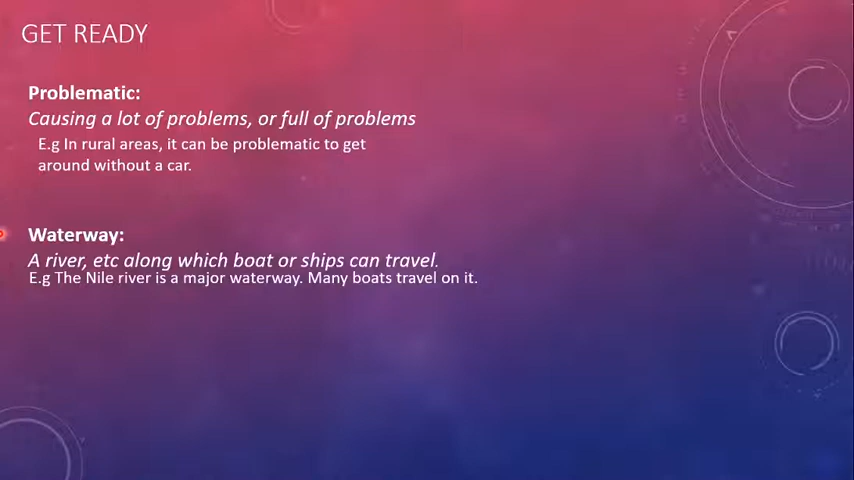 GET READY
Problematic:
Causing a lot of problems, or full of problems
E.g In rural areas, it can be problematic to get
around without a car.
Waterway:
A river, etc along which boat or ships can travel.
E.g The Nile river is a major waterway. Many boats travel on it.